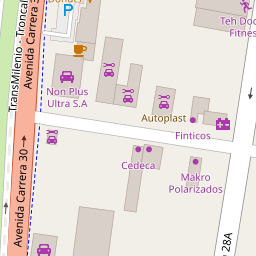 Donuci
P
TransMilenio · Troncal
Avenida Carrera 30
Teh Doc
Fitnes
Non Plus
Ultra S.A
Autoplast
Finticos
Cedeca
Makro
Polarizados
Avenida Carrera 30
28A